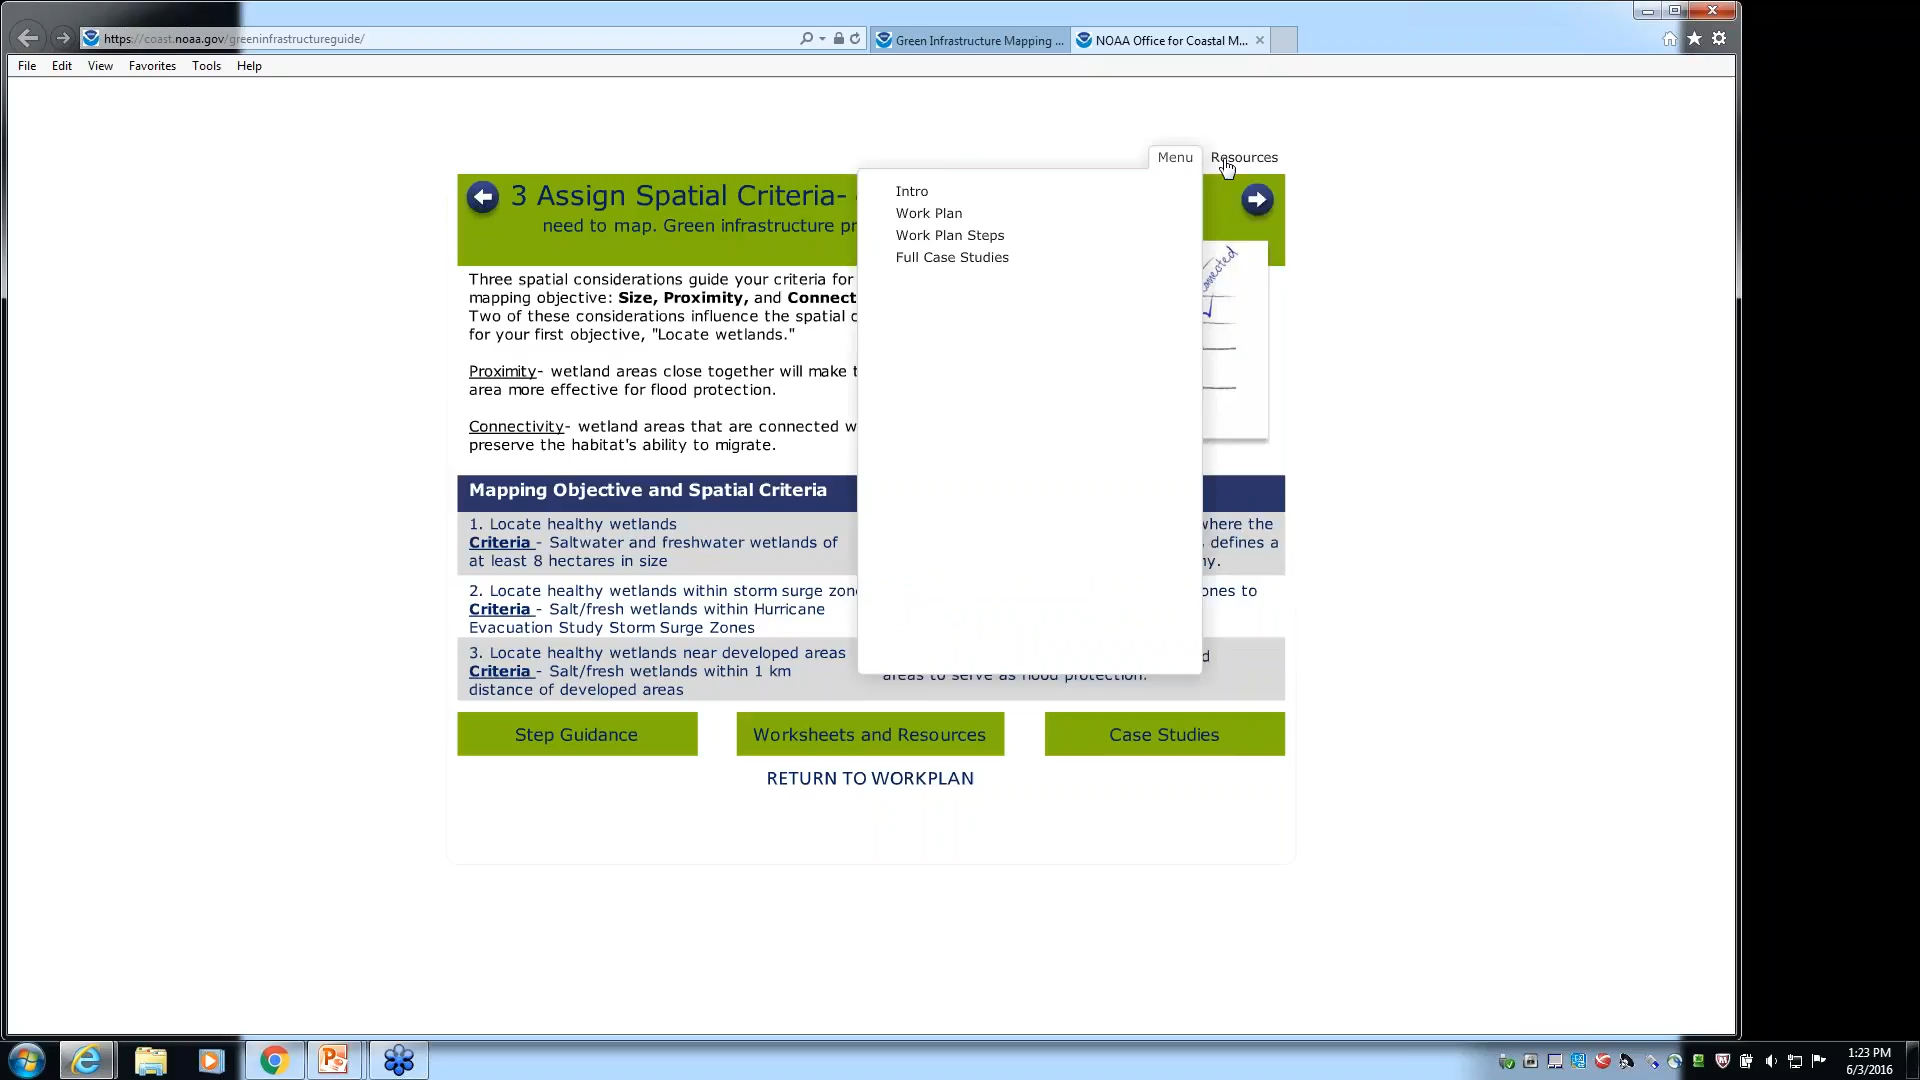 https://coast.noaa.gov/greeninfrastructureguide/
Green Infrastructure Mapping ...
NOAA Office for Coastal M...
File Edit View Favorites Tools Help
Menu Resources
3 Assign Spatial Criteria-
need to map. Green infrastructure pr
Intro
Work Plan
Work Plan Steps
Full Case Studies
Three spatial considerations guide your criteria for
mapping objective: Size, Proximity, and Connect
Two of these considerations influence the spatial c
for your first objective, "Locate wetlands."
Proximity- wetland areas close together will make t
area more effective for flood protection.
Connectivity- wetland areas that are connected w
preserve the habitat's ability to migrate.
Connected
Mapping Objective and Spatial Criteria
1. Locate healthy wetlands
Criteria - Saltwater and freshwater wetlands of
at least 8 hectares in size
where the
defines a
hy.
2. Locate healthy wetlands within storm surge zon
Criteria - Salt/fresh wetlands within Hurricane
Evacuation Study Storm Surge Zones
ones to
3. Locate healthy wetlands near developed areas
Criteria - Salt/fresh wetlands within 1 km
distance of developed areas
d
areas to serve as flood protection.
Step Guidance
Worksheets and Resources
Case Studies
RETURN TO WORKPLAN
1:23 PM
6/3/2016